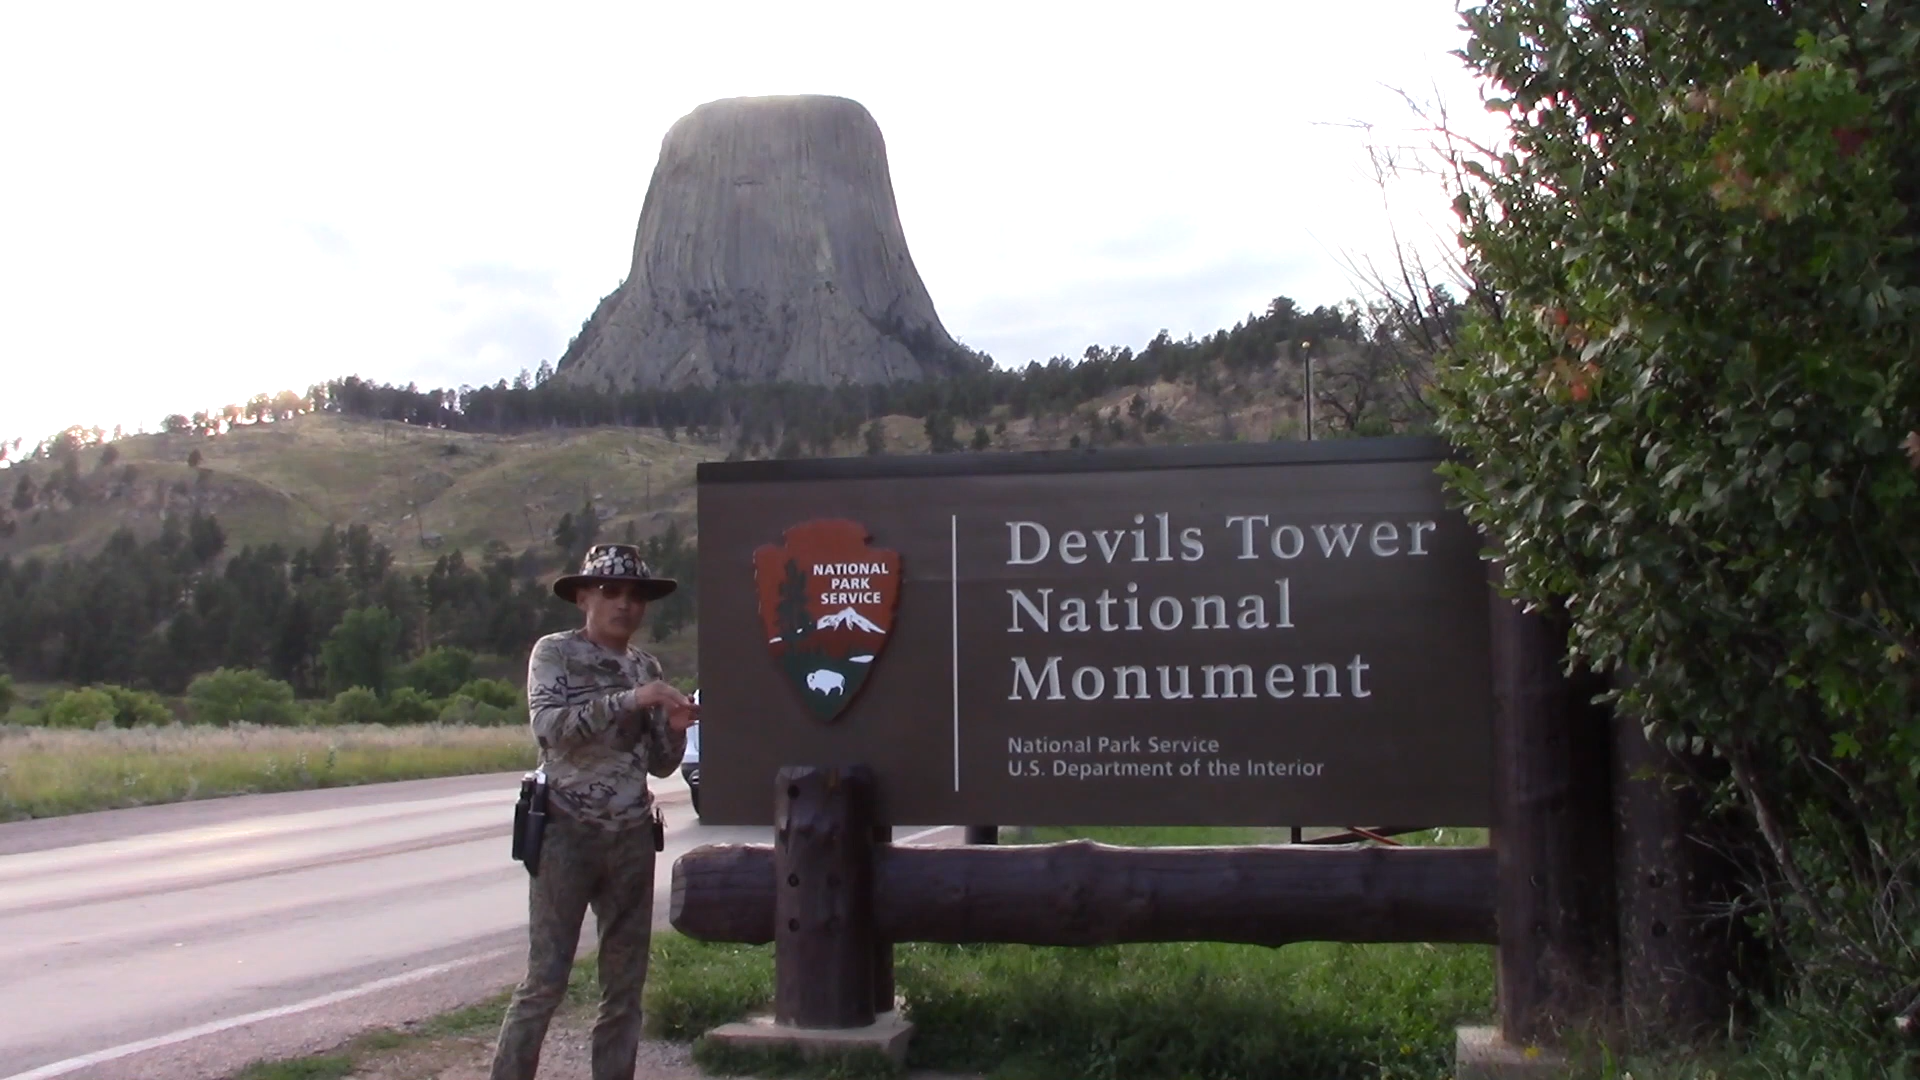 NATIONAL
PARK
SERVICE
Devils Tower
National
Monument
National Park Service
U.S. Department of the Interior